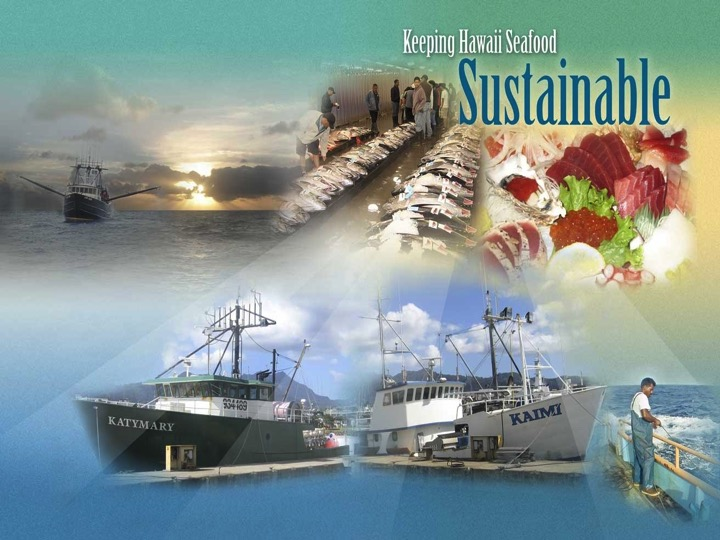 Keeping Hawaii Seafood
Sustainable
KATYMARY
KAIMI